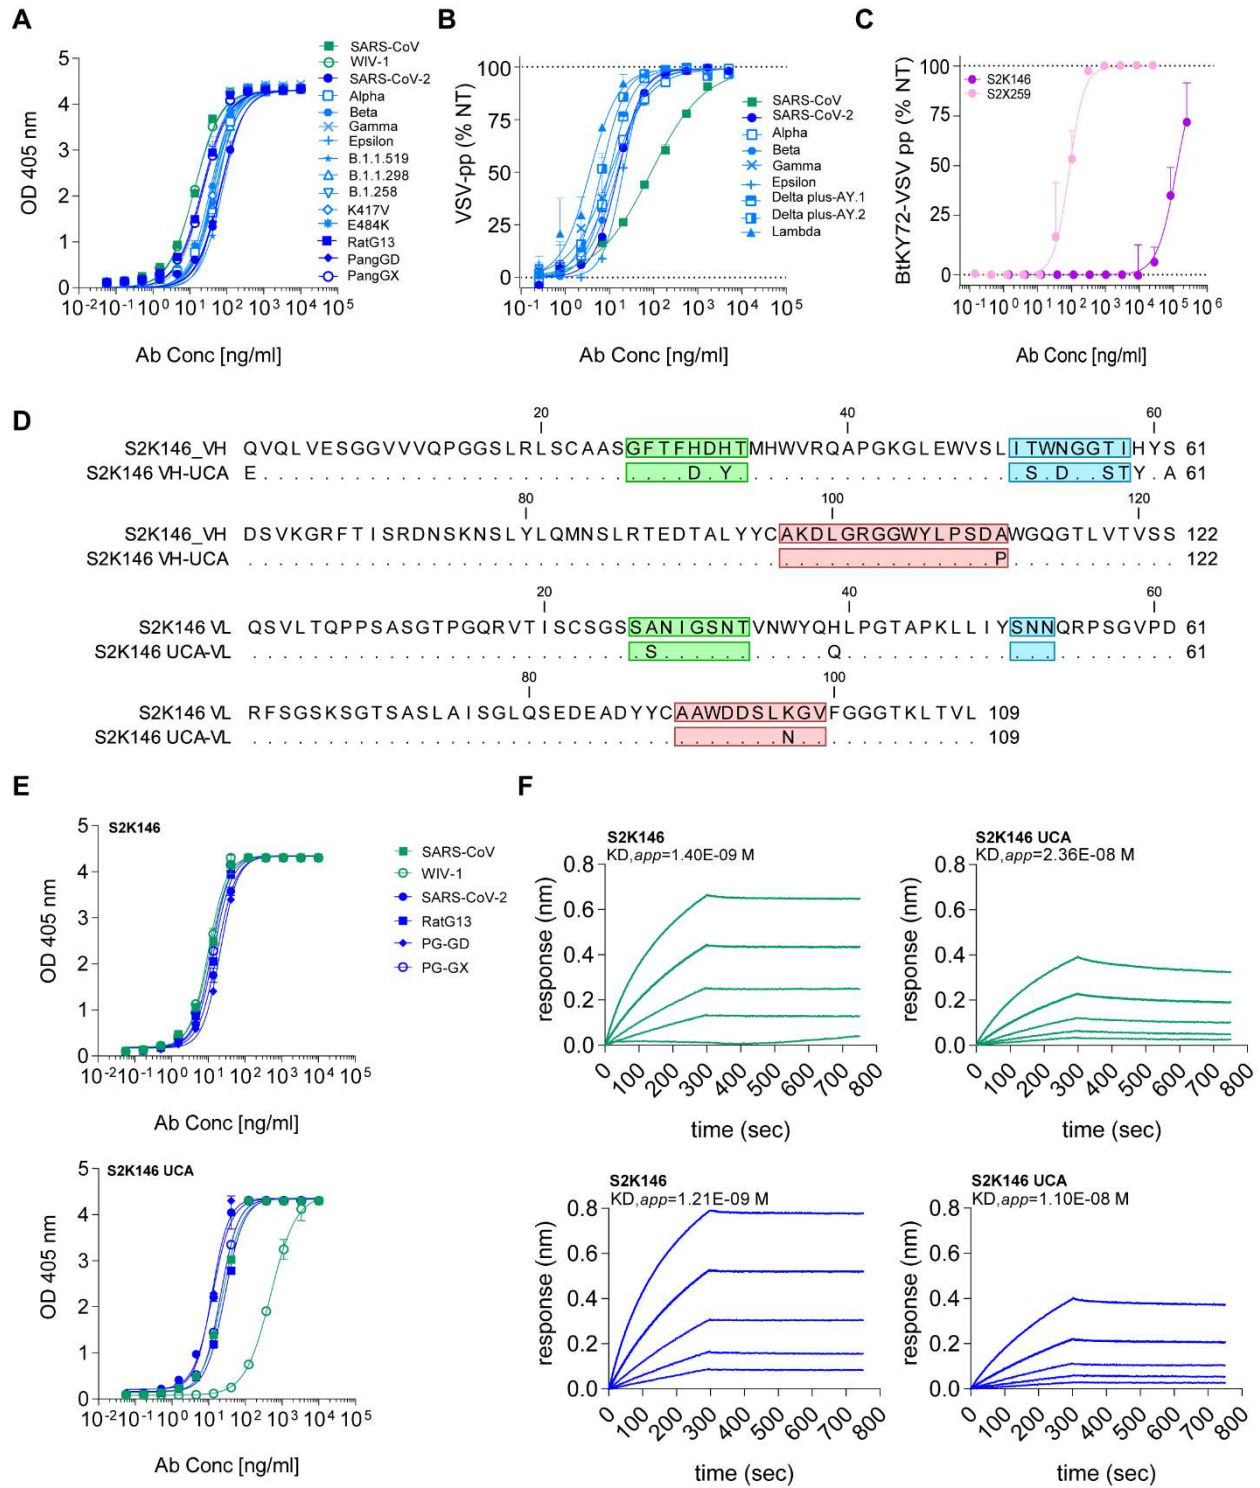 A
OD 405 nm
5
4
3
2
1
0
10-2 10-1 100 101 102 103 104 105
Ab Conc [ng/ml]
SARS-CoV
WIV-1
SARS-CoV-2
Alpha
Beta
Gamma
Epsilon
B.1.1.519
B.1.1.298
B.1.258
K417V
E484K
RatG13
PangGD
PangGX
B
VSV-pp (% NT)
100
75
50
25
0
10-1 100 101 102 103 104 105
Ab Conc [ng/ml]
SARS-CoV
SARS-CoV-2
Alpha
Beta
Gamma
Epsilon
Delta plus-AY.1
Delta plus-AY.2
Lambda
C
BtKY72-VSV pp (% NT)
100
75
50
25
0
10-1 100 101 102 103 104 105 106
Ab Conc [ng/ml]
S2K146
S2X259
D
20 40 60
S2K146_VH QVQLVESGGVVVQPGGSLRLSCAASGFTFHDHTMHWVRQAPGKGLEWVSLITWNGGTIHYS 61
S2K146 VH-UCA E.............................D.Y...................S.D..STY.A 61
80 100 120
S2K146_VH DSVKGRFTISRDNSKNSLYLQMNSLRTEDTALYYCAKDLGRGGWYLPSDAWGQGTLVTVSS 122
S2K146 VH-UCA .................................................P........... 122
20 40 60
S2K146 VL QSVLTQPPSASGTPGQRVTISCSGSSANIGSNTVNWYQHLPGTAPKLLIYSNNQRPSGVPD 61
S2K146 UCA-VL ..........................S...........Q...................... 61
80 100
S2K146 VL RFSGSKSGTSASLAISGLQSEDEADYYCAAWDDSLKGVFGGGTKLTVL 109
S2K146 UCA-VL ...................................N............ 109
E
S2K146
OD 405 nm
5
4
3
2
1
0
10-2 10-1 100 101 102 103 104 105
Ab Conc [ng/ml]
SARS-CoV
WIV-1
SARS-CoV-2
RatG13
PG-GD
PG-GX
S2K146 UCA
OD 405 nm
5
4
3
2
1
0
10-2 10-1 100 101 102 103 104 105
Ab Conc [ng/ml]
F
S2K146
KD,app=1.40E-09 M
response (nm)
0.8
0.6
0.4
0.2
0.0
0 100 200 300 400 500 600 700 800
time (sec)
S2K146 UCA
KD,app=2.36E-08 M
response (nm)
0.8
0.6
0.4
0.2
0.0
0 100 200 300 400 500 600 700 800
time (sec)
S2K146
KD,app=1.21E-09 M
response (nm)
0.8
0.6
0.4
0.2
0.0
0 100 200 300 400 500 600 700 800
time (sec)
S2K146 UCA
KD,app=1.10E-08 M
response (nm)
0.8
0.6
0.4
0.2
0.0
0 100 200 300 400 500 600 700 800
time (sec)